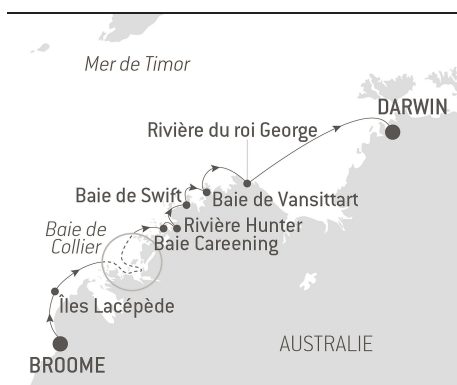 Mer de Timor
DARWIN
Rivière du roi George
Baie de Swift
Baie de Vansittart
Baie de
Collier
Rivière Hunter
Baie Careening
Îles Lacépède
AUSTRALIE
BROOME